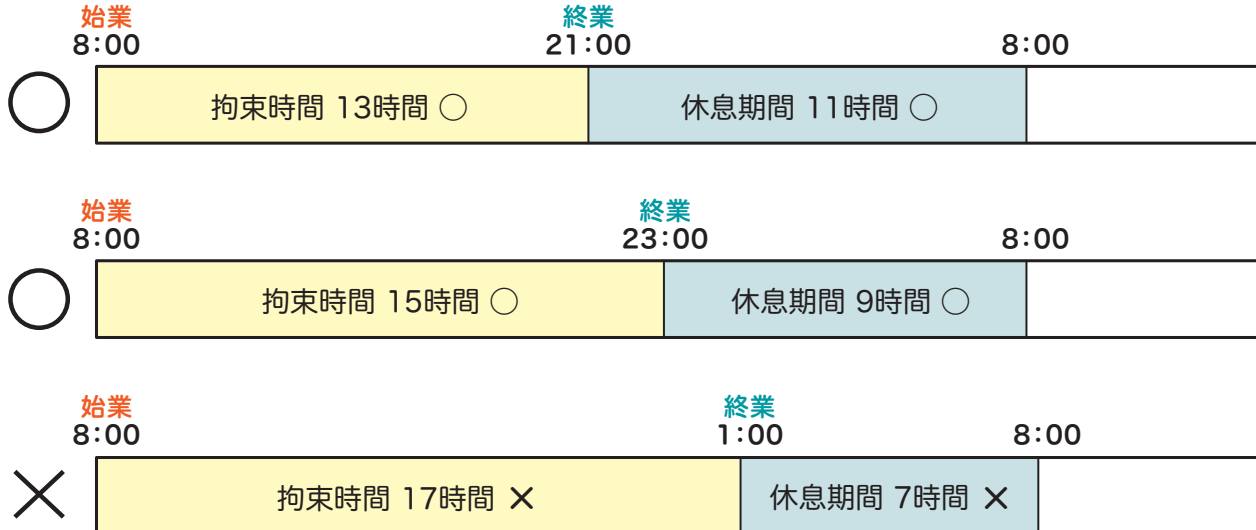 始業 終業
8:00 21:00 8:00
拘束時間 13時間 ○ 休息期間 11時間 ○
始業 終業
8:00 23:00 8:00
拘束時間 15時間 ○ 休息期間 9時間 ○
始業 終業
8:00 1:00 8:00
拘束時間 17時間 × 休息期間 7時間 ×